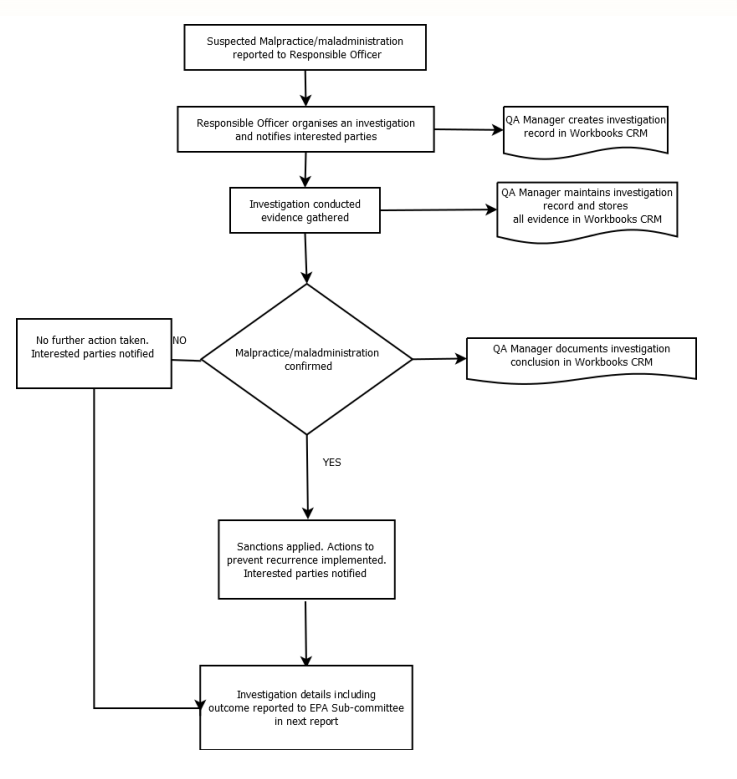 Suspected Malpractice/maladministration
reported to Responsible Officer
Responsible Officer organises an investigation
and notifies interested parties
QA Manager creates investigation
record in Workbooks CRM
Investigation conducted
evidence gathered
QA Manager maintains investigation
record and stores
all evidence in Workbooks CRM
No further action taken.
Interested parties notified
NO
Malpractice/maladministration
confirmed
QA Manager documents investigation
conclusion in Workbooks CRM
YES
Sanctions applied. Actions to
prevent recurrence implemented.
Interested parties notified
Investigation details including
outcome reported to EPA Sub-committee
in next report